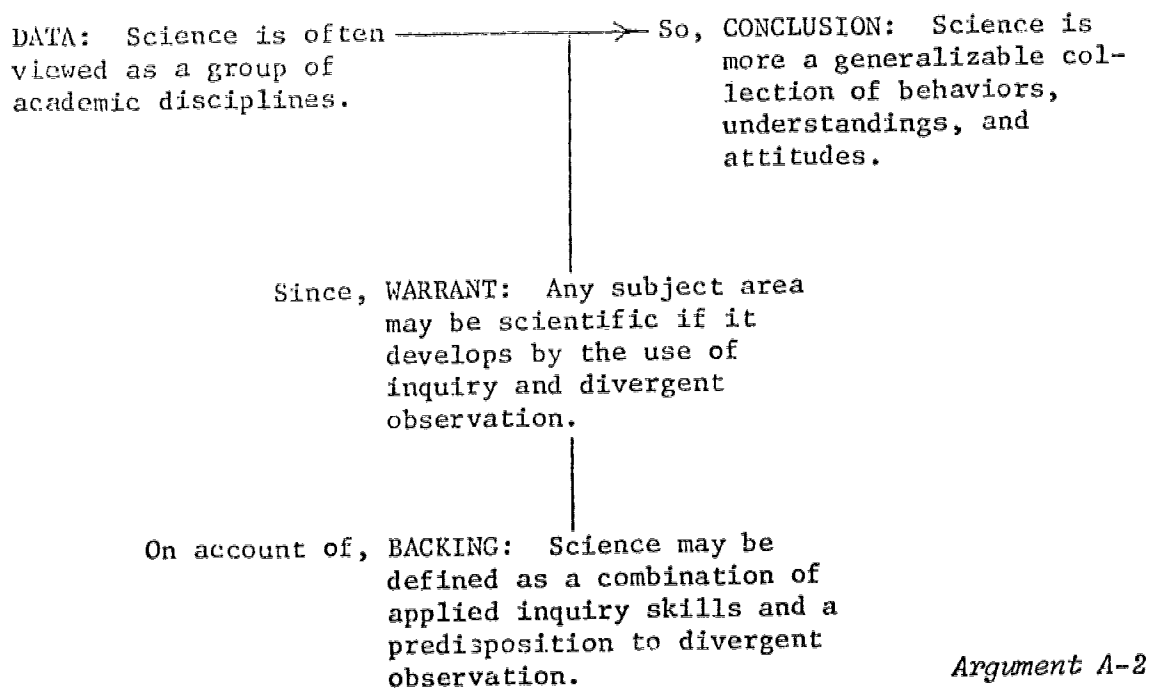 DATA: Science is often
viewed as a group of
academic disciplines.
So, CONCLUSION: Science is
more a generalizable col-
lection of behaviors,
understandings, and
attitudes.
Since, WARRANT: Any subject area
may be scientific if it
develops by the use of
inquiry and divergent
observation.
On account of, BACKING: Science may be
defined as a combination of
applied inquiry skills and a
predisposition to divergent
observation.
Argument A-2